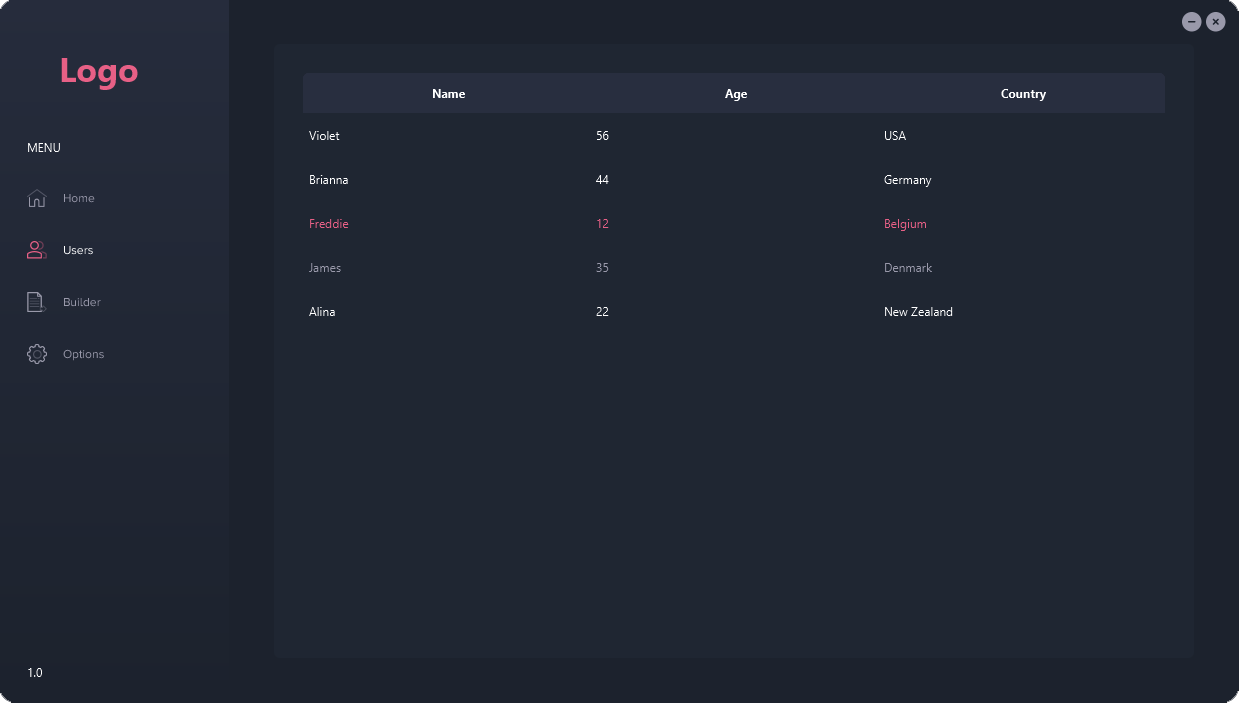 Logo
MENU
Home
Users
Builder
Options
1.0
Name Age Country
Violet 56 USA
Brianna 44 Germany
Freddie 12 Belgium
James 35 Denmark
Alina 22 New Zealand